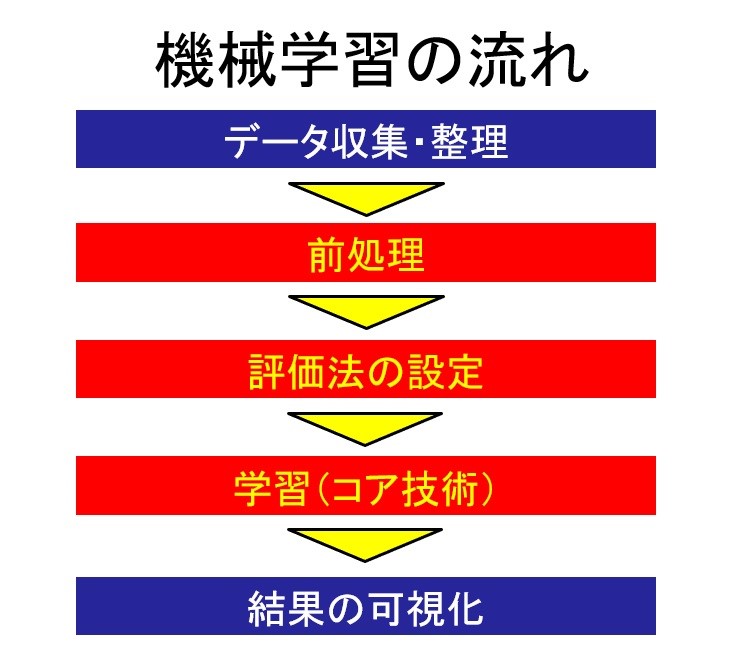 機械学習の流れ
データ収集・整理
前処理
評価法の設定
学習（コア技術）
結果の可視化